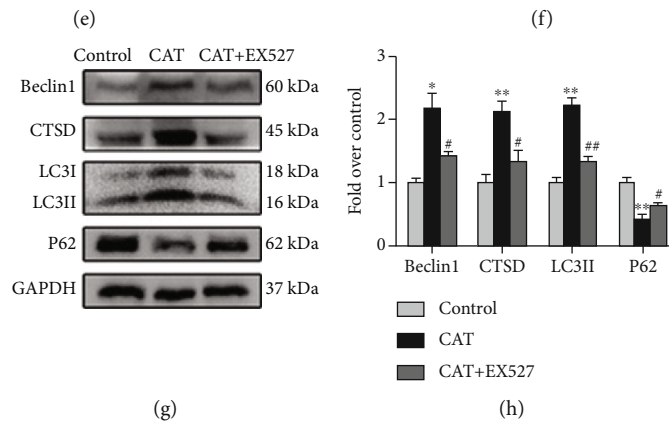 (e)
(f)
Control CAT CAT+EX527
Beclin1 60 kDa
CTSD 45 kDa
LC3I 18 kDa
LC3II 16 kDa
P62 62 kDa
GAPDH 37 kDa
(g)
Fold over control
3
2
1
0
* ** **
# # ## ** #
Beclin1 CTSD LC3II P62
Control
CAT
CAT+EX527
(h)